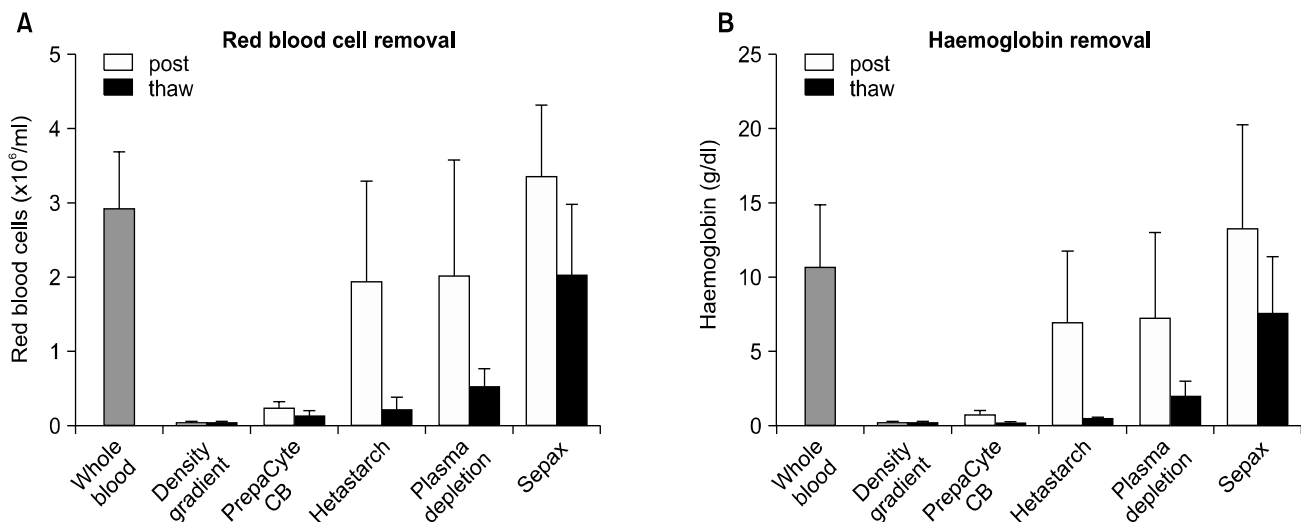 A
Red blood cell removal
5
4
3
2
1
0
Red blood cells (x10⁶/ml)
post
thaw
Whole
blood
Density
gradient
PrepaCyte
CB
Hetastarch
Plasma
depletion
Sepax
B
Haemoglobin removal
25
20
15
10
5
0
Haemoglobin (g/dl)
post
thaw
Whole
blood
Density
gradient
PrepaCyte
CB
Hetastarch
Plasma
depletion
Sepax